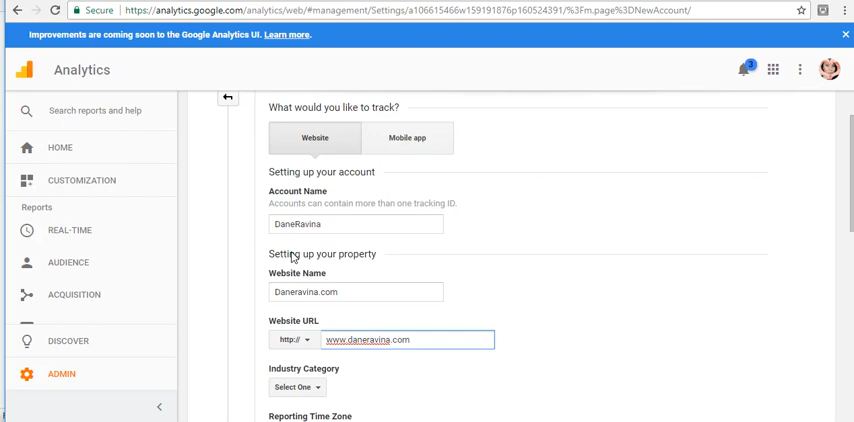 Secure https://analytics.google.com/analytics/web/#management/Settings/a106615466w159191876p160524391/%3Fm.page%3DNewAccount/
Improvements are coming soon to the Google Analytics UI. Learn more.
Analytics
3
Search reports and help
HOME
CUSTOMIZATION
Reports
REAL-TIME
AUDIENCE
ACQUISITION
DISCOVER
ADMIN
What would you like to track?
Website Mobile app
Setting up your account
Account Name
Accounts can contain more than one tracking ID.
DaneRavina
Setting up your property
Website Name
Daneravina.com
Website URL
http:// www.daneravina.com
Industry Category
Select One
Reporting Time Zone